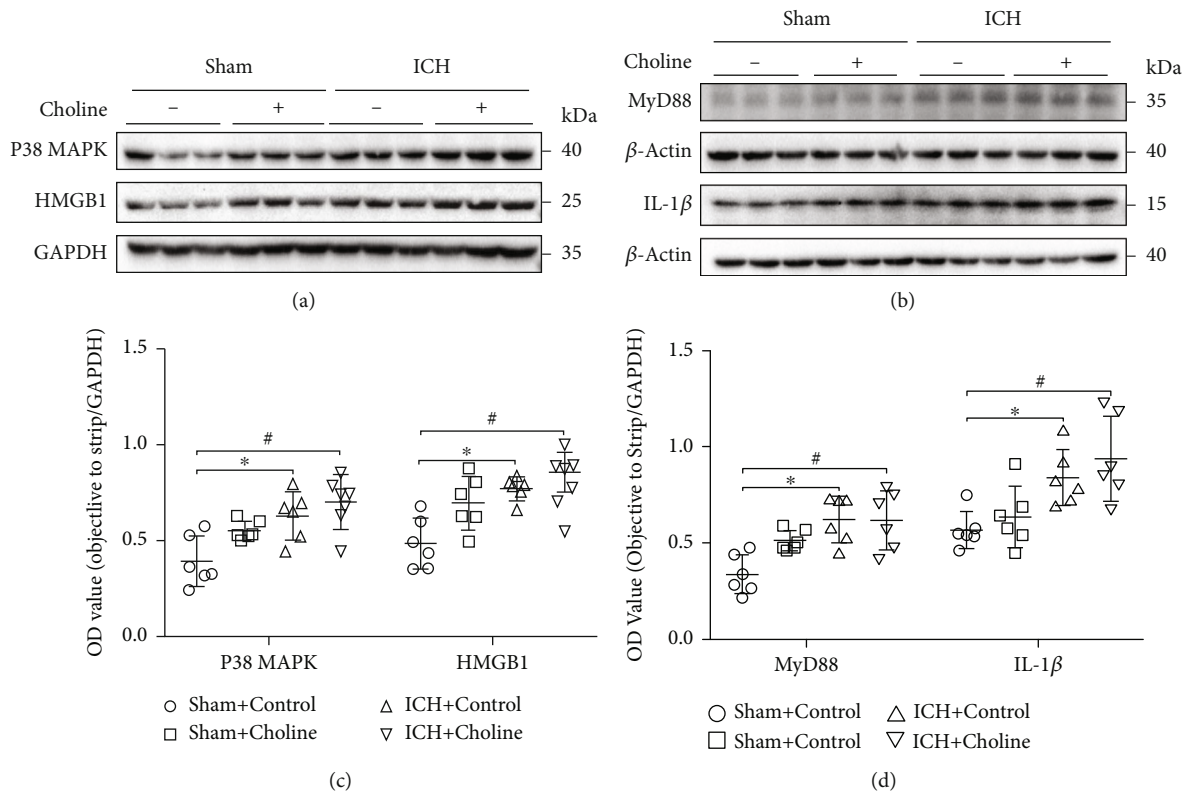 Sham ICH
Choline – + – + kDa
P38 MAPK 40
HMGB1 25
GAPDH 35
(a)
Sham ICH
Choline – + – + kDa
MyD88 35
β-Actin 40
IL-1β 15
β-Actin 40
(b)
OD value (objectlive to strip/GAPDH)
1.5
1.0
0.5
0.0
# * # *
P38 MAPK HMGB1
Sham+Control ICH+Control
Sham+Choline ICH+Choline
(c)
OD Value (Objective to Strip/GAPDH)
1.5
1.0
0.5
0.0
# * # *
MyD88 IL-1β
Sham+Control ICH+Control
Sham+Control ICH+Choline
(d)